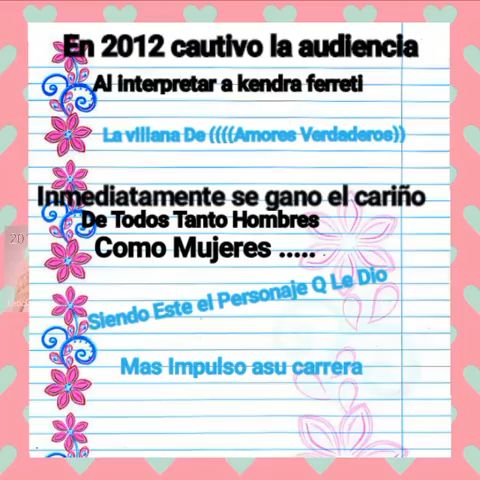 En 2012 cautivo la audiencia
Al interpretar a kendra ferreti
La villana De ((((Amores Verdaderos))
Inmediatamente se gano el cariño
De Todos Tanto Hombres
Como Mujeres .....
Siendo Este el Personaje Q Le Dio
Mas Impulso asu carrera